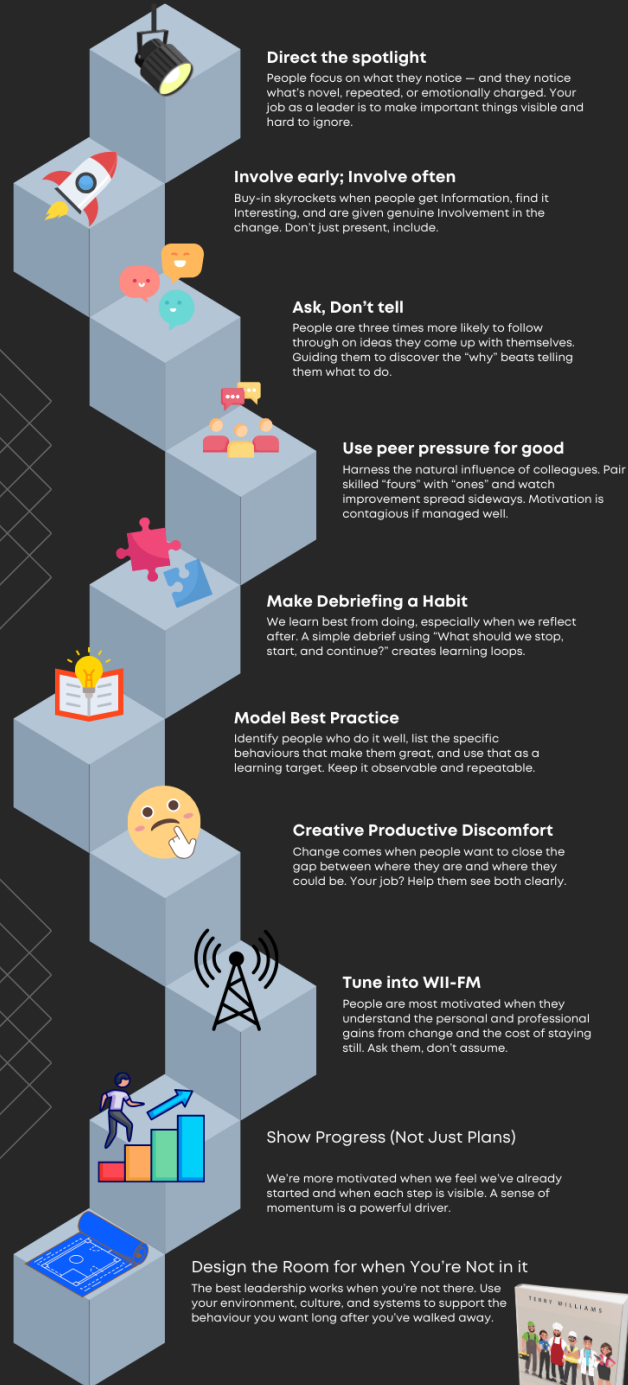 Direct the spotlight
People focus on what they notice — and they notice
what's novel, repeated, or emotionally charged. Your
job as a leader is to make important things visible and
hard to ignore.
Involve early; Involve often
Buy-in skyrockets when people get Information, find it
Interesting, and are given genuine Involvement in the
change. Don't just present, include.
Ask, Don't tell
People are three times more likely to follow
through on ideas they come up with themselves.
Guiding them to discover the "why" beats telling
them what to do.
Use peer pressure for good
Harness the natural influence of colleagues. Pair
skilled "fours" with "ones" and watch
improvement spread sideways. Motivation is
contagious if managed well.
Make Debriefing a Habit
We learn best from doing, especially when we reflect
after. A simple debrief using "What should we stop,
start, and continue?" creates learning loops.
Model Best Practice
Identify people who do it well, list the specific
behaviours that make them great, and use that as a
learning target. Keep it observable and repeatable.
Creative Productive Discomfort
Change comes when people want to close the
gap between where they are and where they
could be. Your job? Help them see both clearly.
Tune into WII-FM
People are most motivated when they
understand the personal and professional
gains from change and the cost of staying
still. Ask them, don't assume.
Show Progress (Not Just Plans)
We're more motivated when we feel we've already
started and when each step is visible. A sense of
momentum is a powerful driver.
Design the Room for when You're Not in it
The best leadership works when you're not there. Use
your environment, culture, and systems to support the
behaviour you want long after you've walked away.
TERRY WILLIAMS